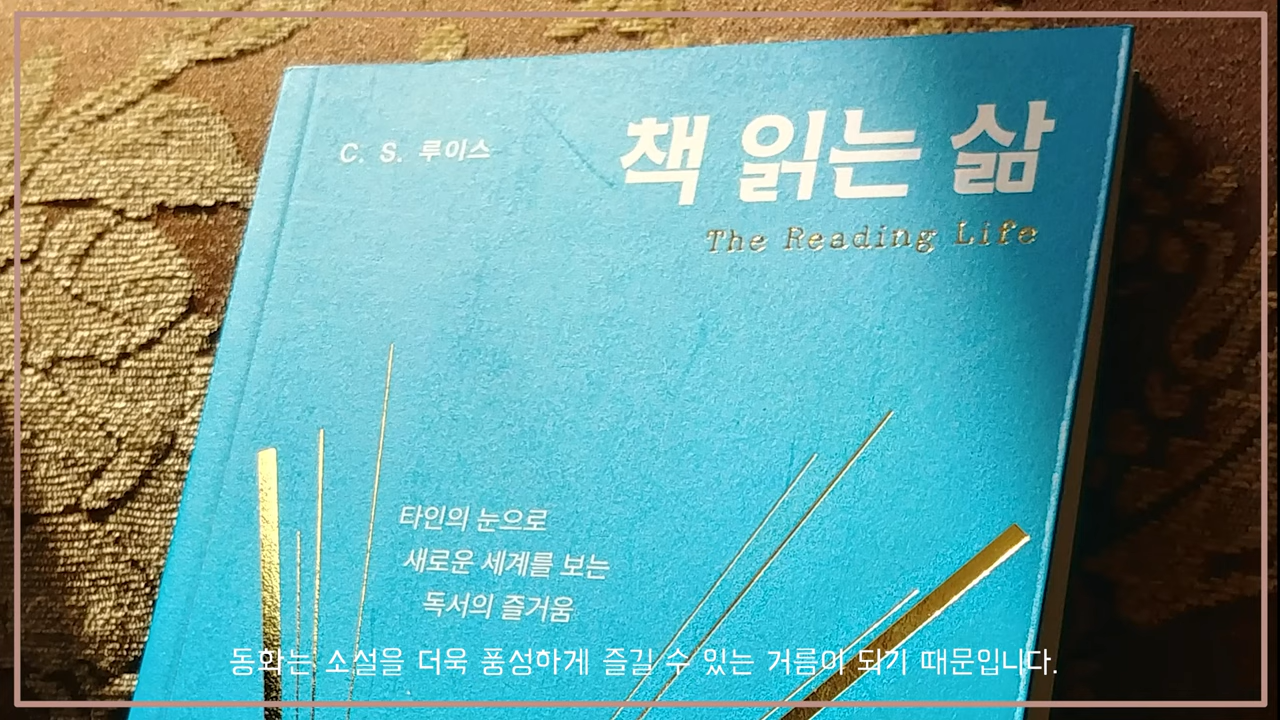 C. S. 루이스
책 읽는 삶
The Reading Life
타인의 눈으로
새로운 세계를 보는
독서의 즐거움
동화는 소설을 더욱 풍성하게 즐길 수 있는 거름이 되기 때문입니다.